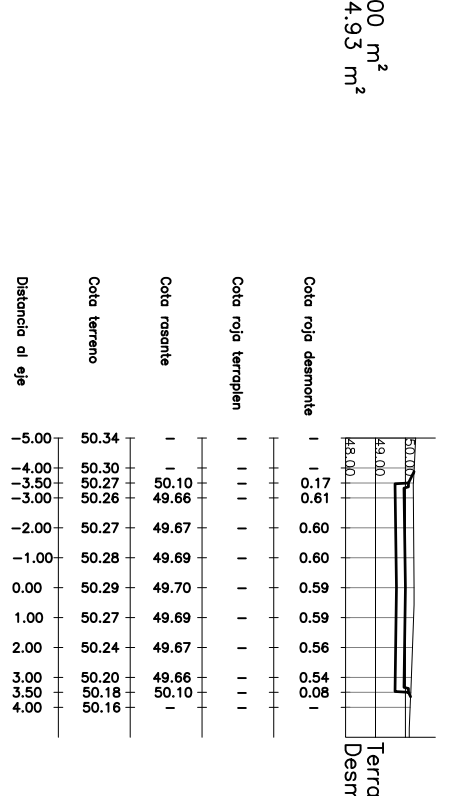 00 m²
4.93 m²
48.00
49.00
50.00
Cota roja desmonte - - 0.17 0.61 0.60 0.60 0.59 0.59 0.56 0.54 0.08 -
Cota roja terraplen - - - - - - - - - - - -
Cota rasante - - 50.10 49.66 49.67 49.69 49.70 49.69 49.67 49.66 50.10 -
Cota terreno 50.34 50.30 50.27 50.26 50.27 50.28 50.29 50.27 50.24 50.20 50.18 50.16
Distancia al eje -5.00 -4.00 -3.50 -3.00 -2.00 -1.00 0.00 1.00 2.00 3.00 3.50 4.00
Terra
Desm